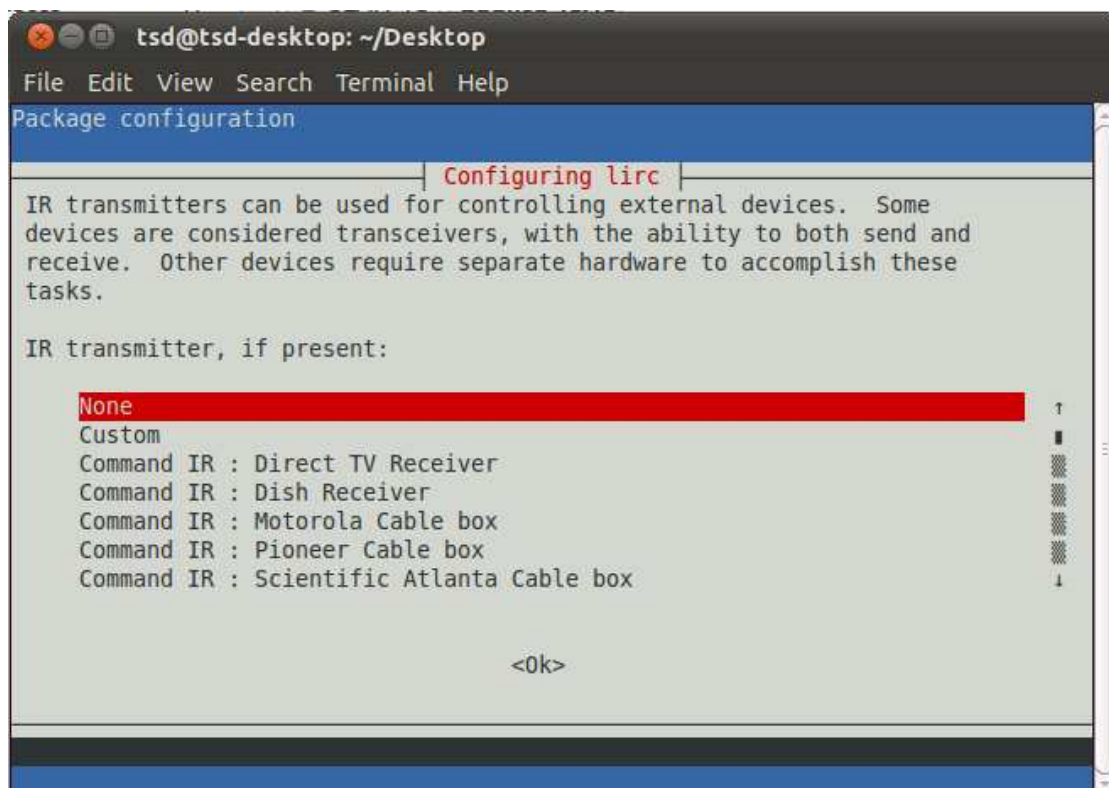 tsd@tsd-desktop: ~/Desktop
File Edit View Search Terminal Help
Package configuration
Configuring lirc
IR transmitters can be used for controlling external devices. Some
devices are considered transceivers, with the ability to both send and
receive. Other devices require separate hardware to accomplish these
tasks.
IR transmitter, if present:
None
Custom
Command IR : Direct TV Receiver
Command IR : Dish Receiver
Command IR : Motorola Cable box
Command IR : Pioneer Cable box
Command IR : Scientific Atlanta Cable box
<Ok>